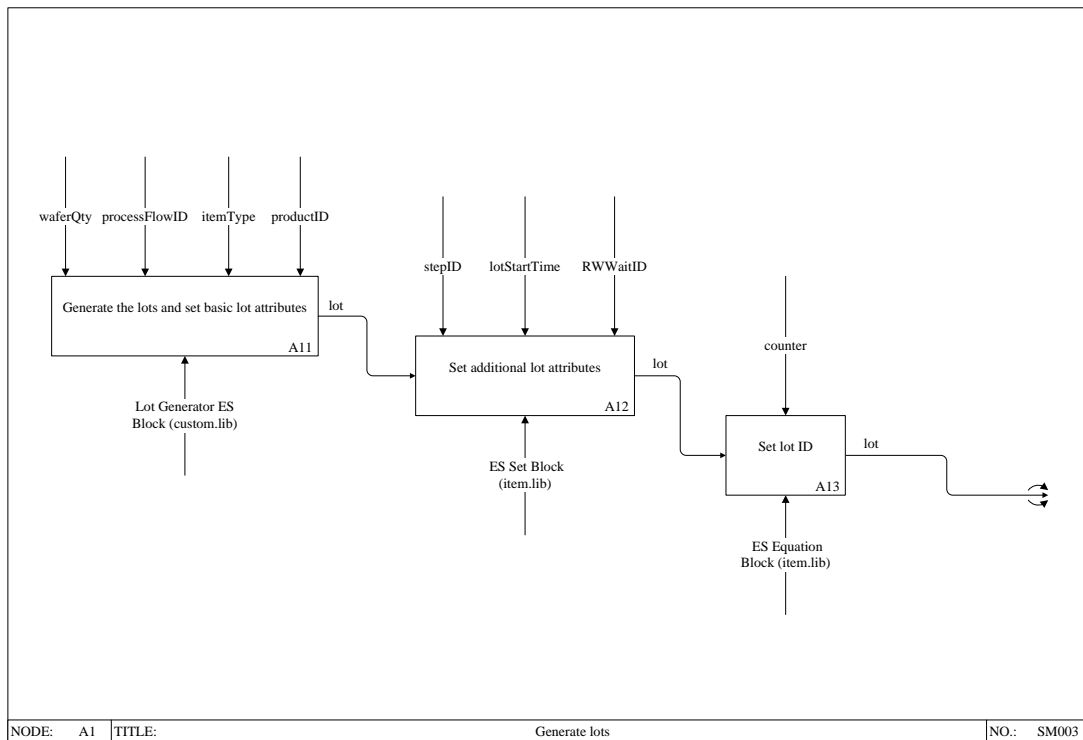 waferQty processFlowID itemType productID
Generate the lots and set basic lot attributes
A11
lot
Lot Generator ES
Block (custom.lib)
stepID lotStartTime RWWaitID
Set additional lot attributes
A12
lot
ES Set Block
(item.lib)
counter
Set lot ID
A13
lot
ES Equation
Block (item.lib)
NODE: A1 TITLE: Generate lots NO.: SM003